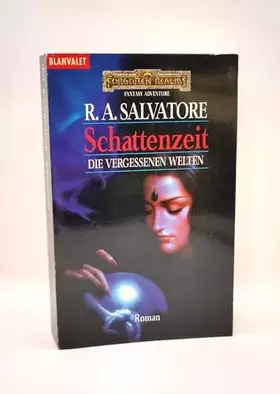 BLANVALET
FORGOTTEN REALMS
FANTASY ADVENTURE
R. A. SALVATORE
Schattenzeit
DIE VERGESSENEN WELTEN
Roman